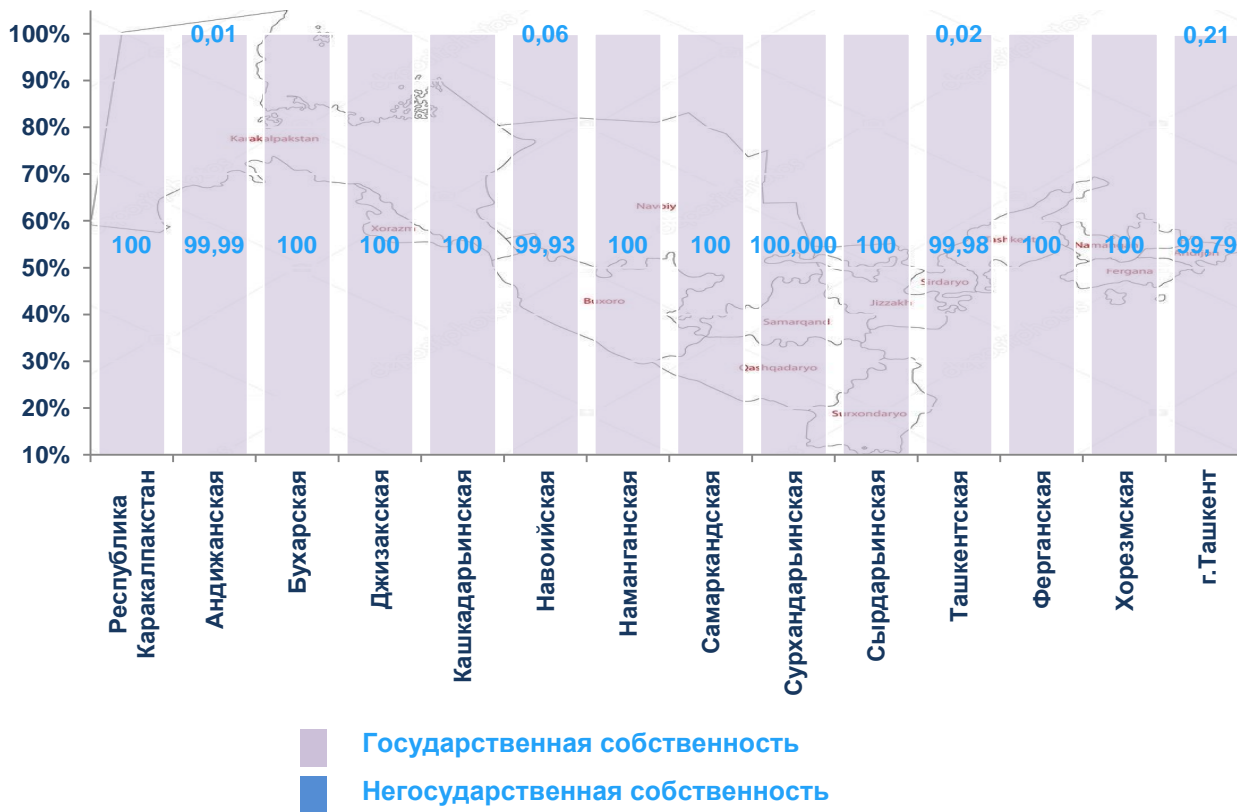 100%
90%
80%
70%
60%
50%
40%
30%
20%
10%
0,01
0,06
0,02
0,21
100
99,99
100
100
100
99,93
100
100
100,000
100
99,98
100
100
99,79
Karakalpakstan
Xorazm
Navoiy
Buxoro
Samarqand
Qashqadaryo
Surxondaryo
Jizzakh
Sirdaryo
Fergana
Республика
Каракалпакстан
Андижанская
Бухарская
Джизакская
Кашкадарьинская
Навоийская
Наманганская
Самаркандская
Сурхандарьинская
Сырдарьинская
Ташкентская
Ферганская
Хорезмская
г.Ташкент
Государственная собственность
Негосударственная собственность